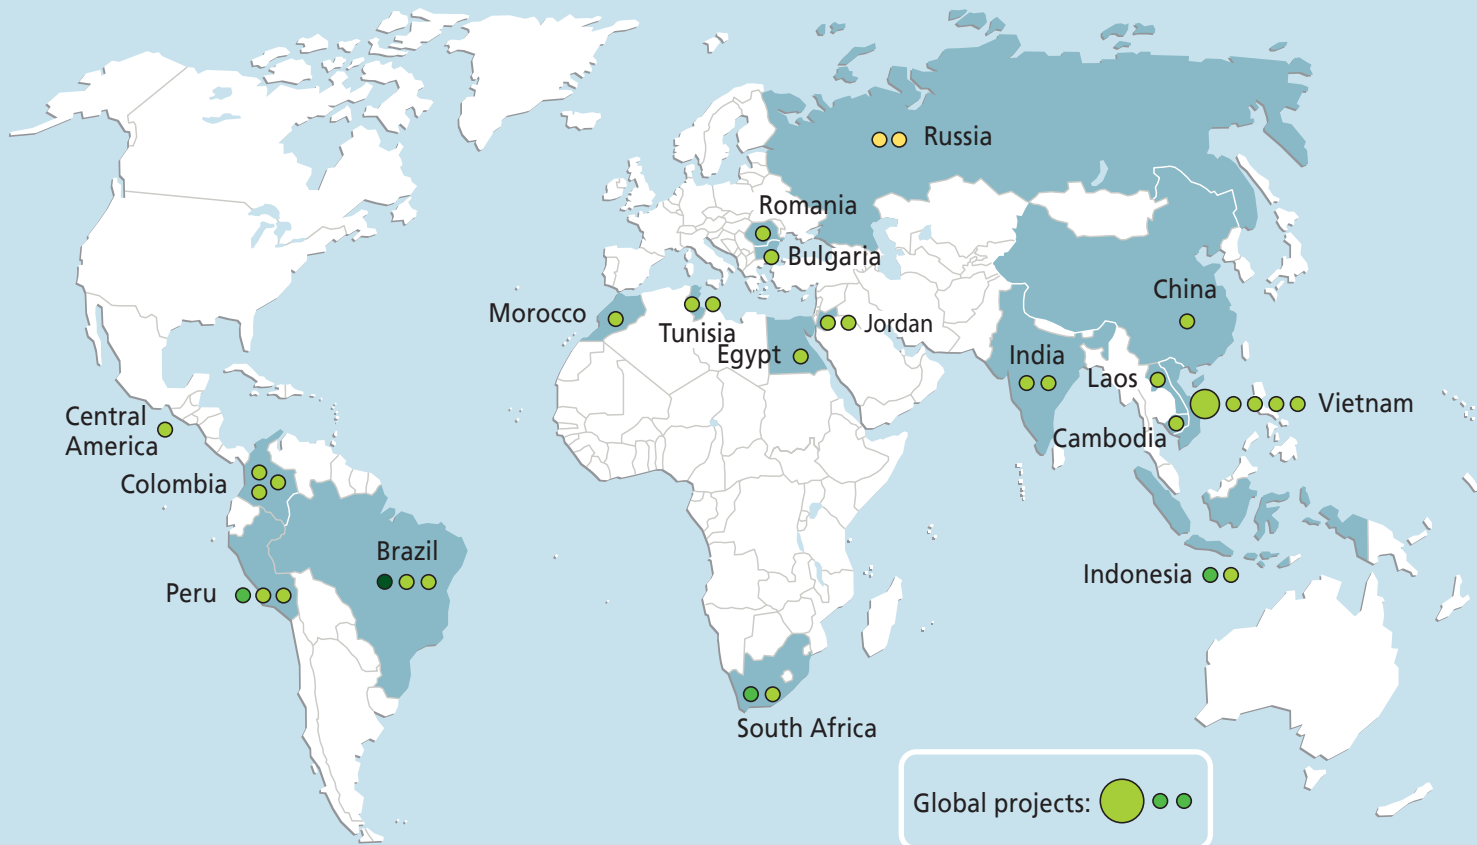 Russia
Romania
Bulgaria
China
Morocco
Tunisia
Jordan
Egypt
India
Laos
Vietnam
Central
America
Cambodia
Colombia
Brazil
Indonesia
Peru
South Africa
Global projects: